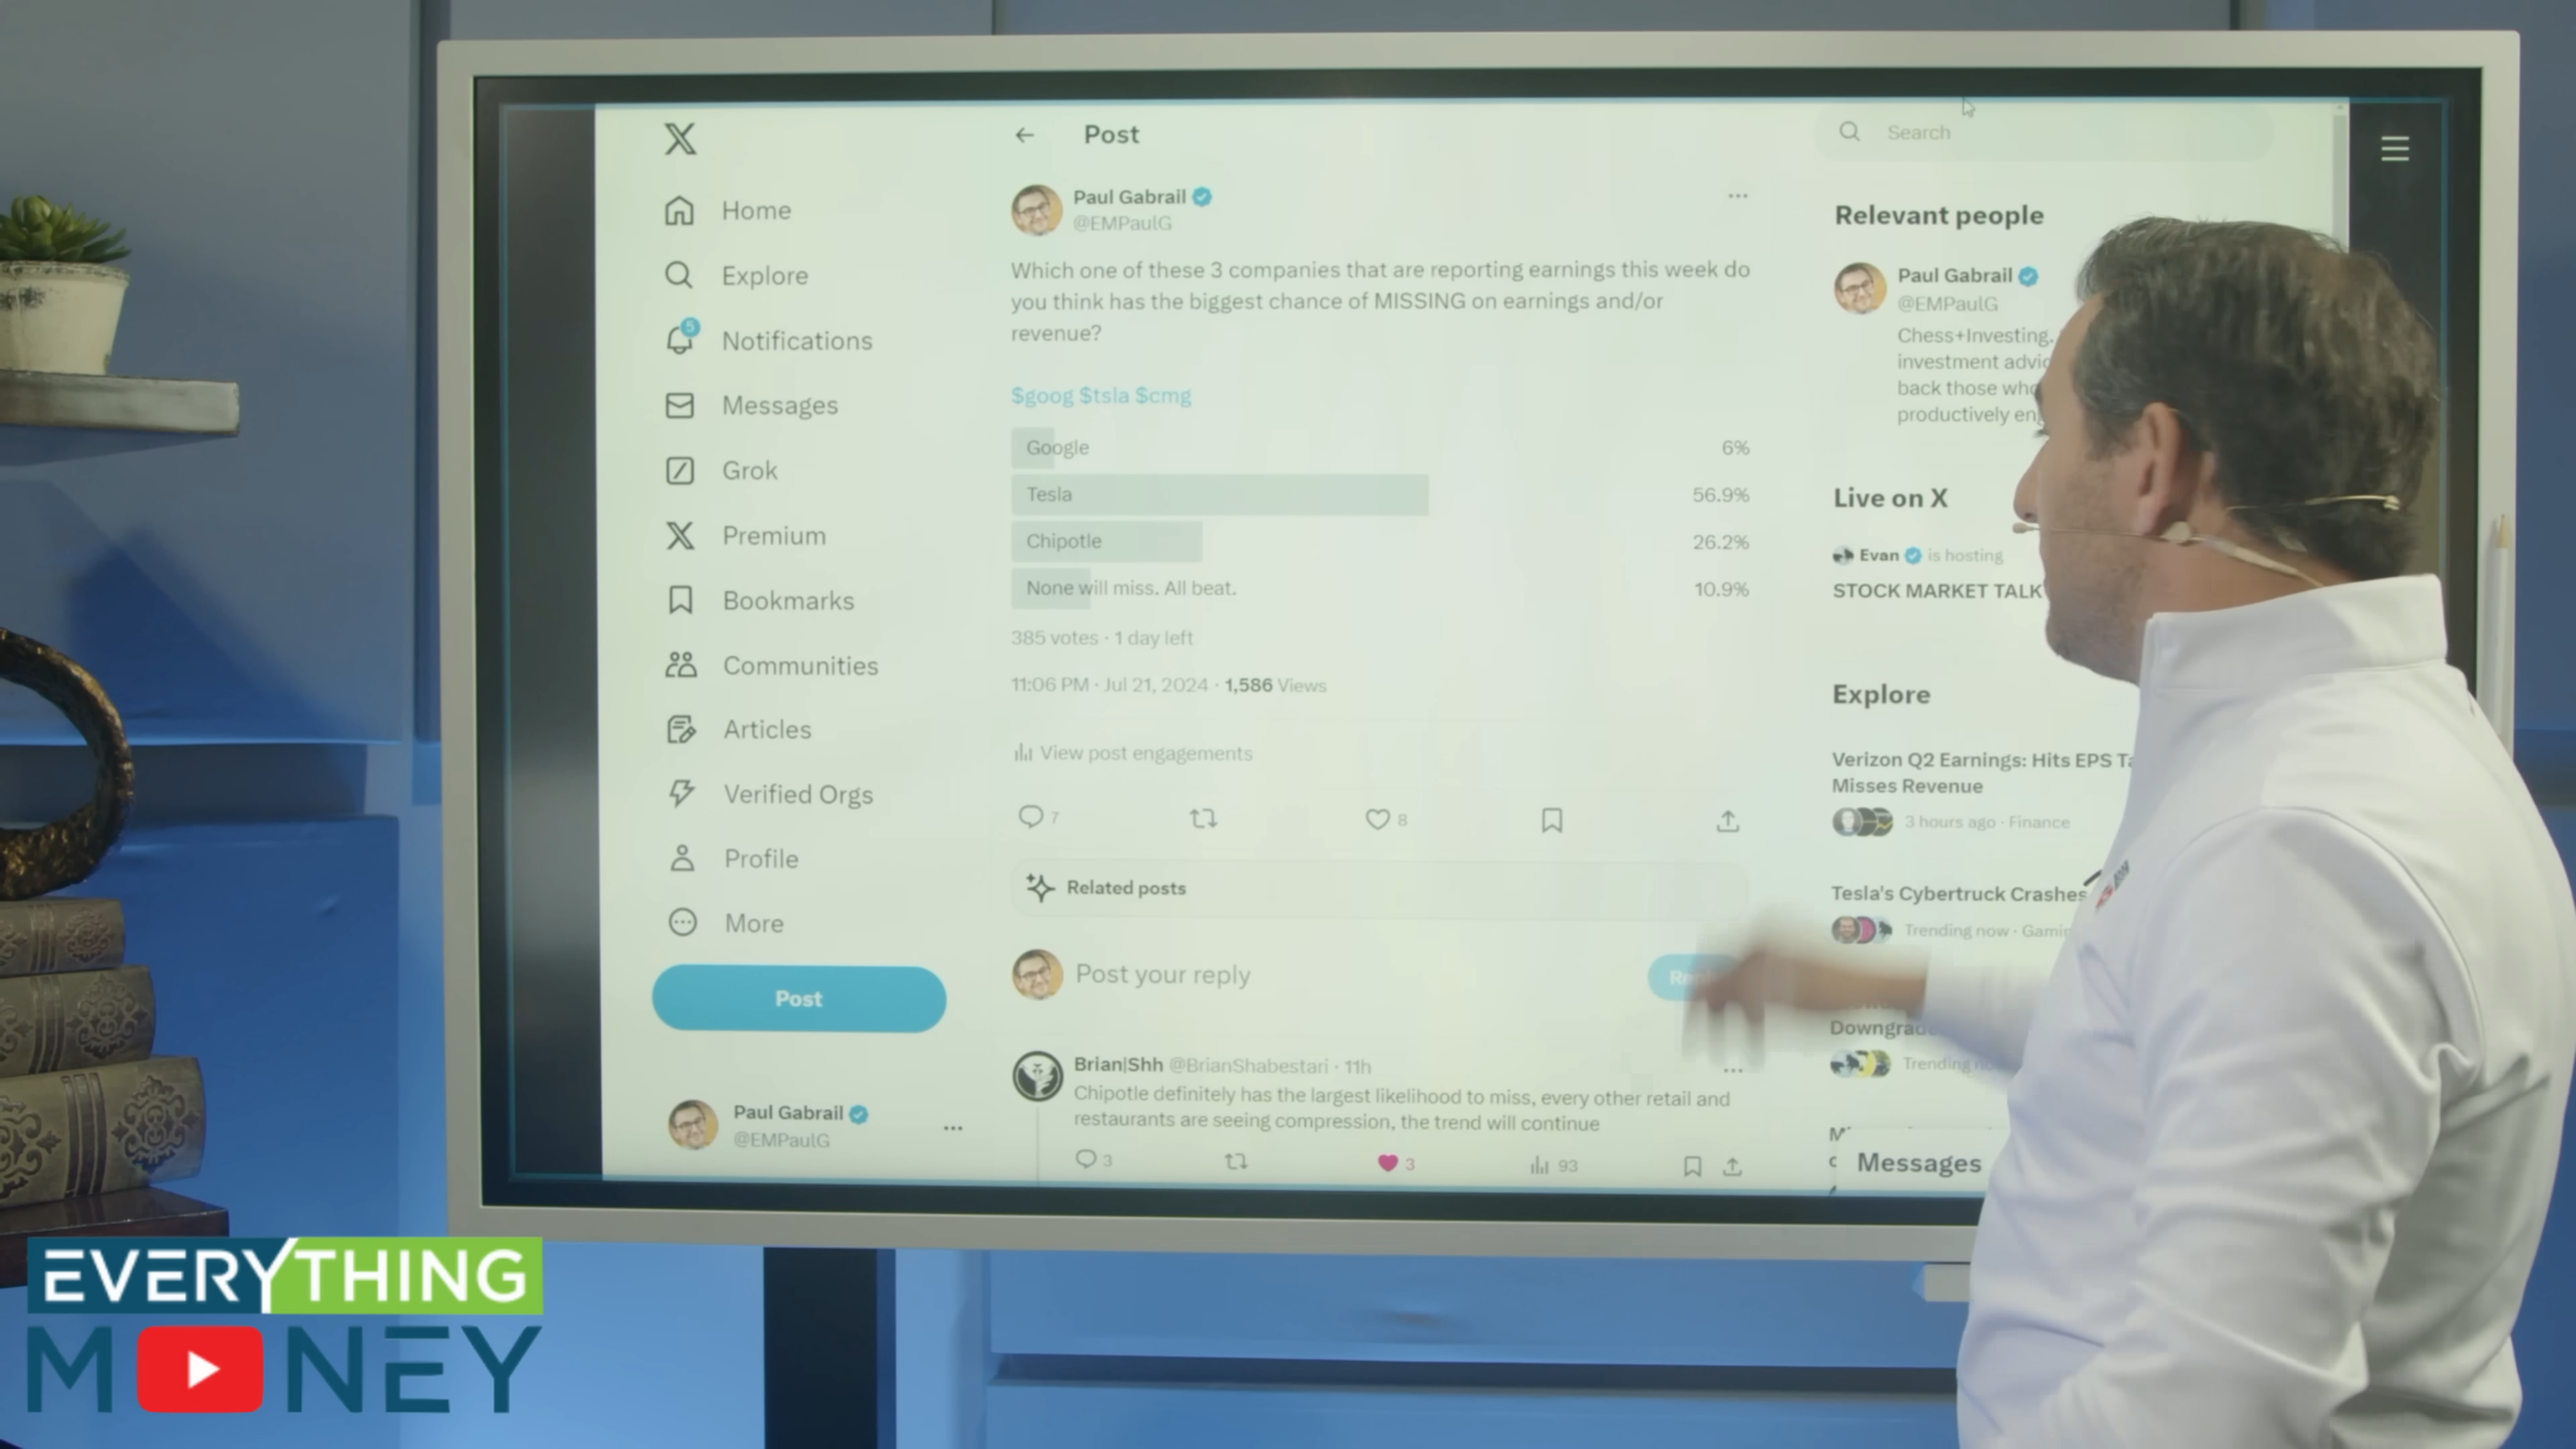 X
Home
Explore
5
Notifications
Messages
Grok
Premium
Bookmarks
Communities
Articles
Verified Orgs
Profile
More
Post
Paul Gabrail
@EMPaulG
Post
Paul Gabrail
@EMPaulG
Which one of these 3 companies that are reporting earnings this week do
you think has the biggest chance of MISSING on earnings and/or
revenue?
$goog $tsla $cmg
Google 6%
Tesla 56.9%
Chipotle 26.2%
None will miss. All beat. 10.9%
385 votes · 1 day left
11:06 PM · Jul 21, 2024 · 1,586 Views
View post engagements
7 8
Related posts
Post your reply
Brian|Shh @BrianShabestari · 11h
Chipotle definitely has the largest likelihood to miss, every other retail and
restaurants are seeing compression, the trend will continue
3 3 93
Search
Relevant people
Paul Gabrail
@EMPaulG
Chess+Investing.
investment
back those
productively
Live on X
Evan is hosting
STOCK MARKET TALK
Explore
Verizon Q2 Earnings: Hits EPS
Misses Revenue
3 hours ago · Finance
Tesla's Cybertruck Crashes
Trending now ·
Trending
Messages
EVERYTHING
MONEY